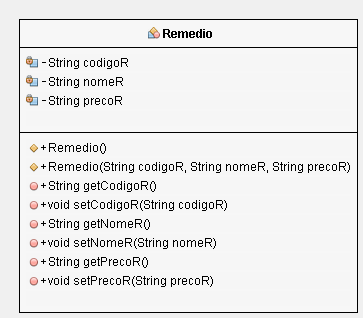 Remedio
- String codigoR
- String nomeR
- String precoR
+ Remedio()
+ Remedio(String codigoR, String nomeR, String precoR)
+ String getCodigoR()
+ void setCodigoR(String codigoR)
+ String getNomeR()
+ void setNomeR(String nomeR)
+ String getPrecoR()
+ void setPrecoR(String precoR)